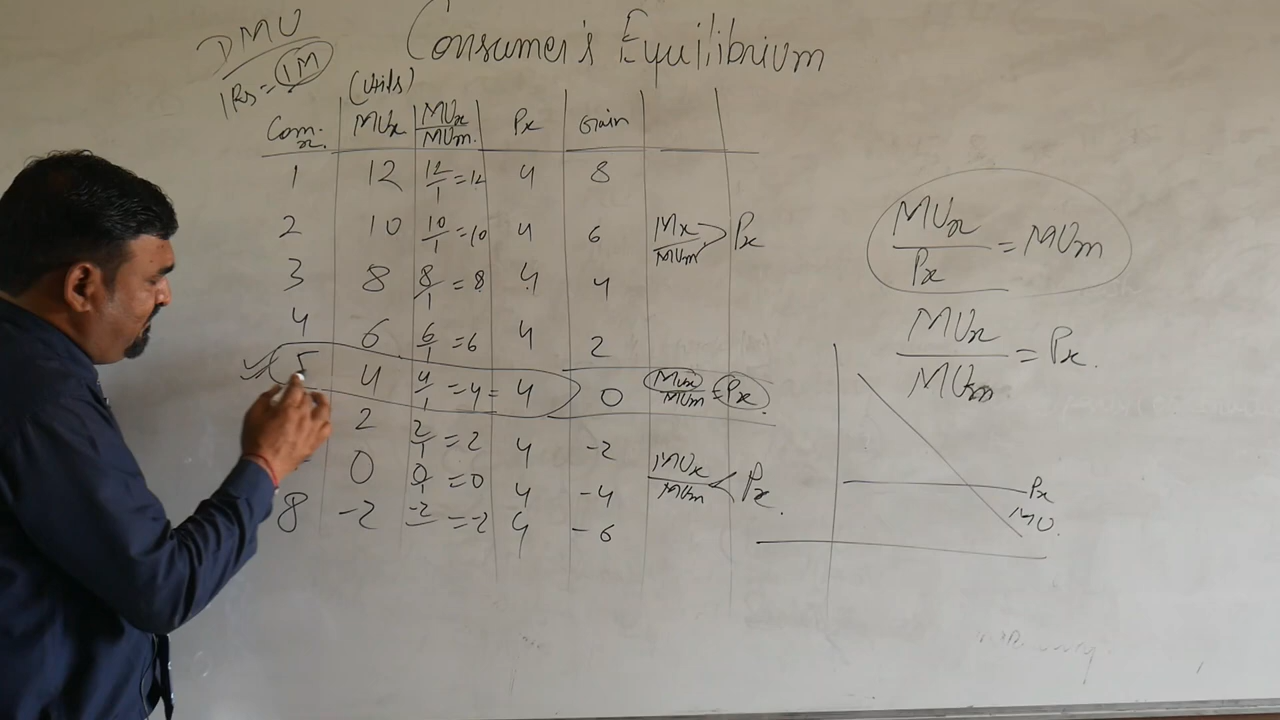 DMU
Consumer's Equilibrium
1Rs = 1M
(Utils)
Com. x. MUx MUx/MUm. Px Gain
1 12 12/1 = 12 4 8
2 10 10/1 = 10 4 6 Mx/MUm > Px
3 8 8/1 = 8 4 4
4 6 6/1 = 6 4 2
5 4 4/1 = 4 = 4 0 MUx/MUm = Px.
2 2/1 = 2 4 -2
0 0/1 = 0 4 -4 MUx/MUm < Px.
8 -2 -2 = -2 4 -6
MUx/Px = MUm
MUx/MUm = Px.
Px
MU.